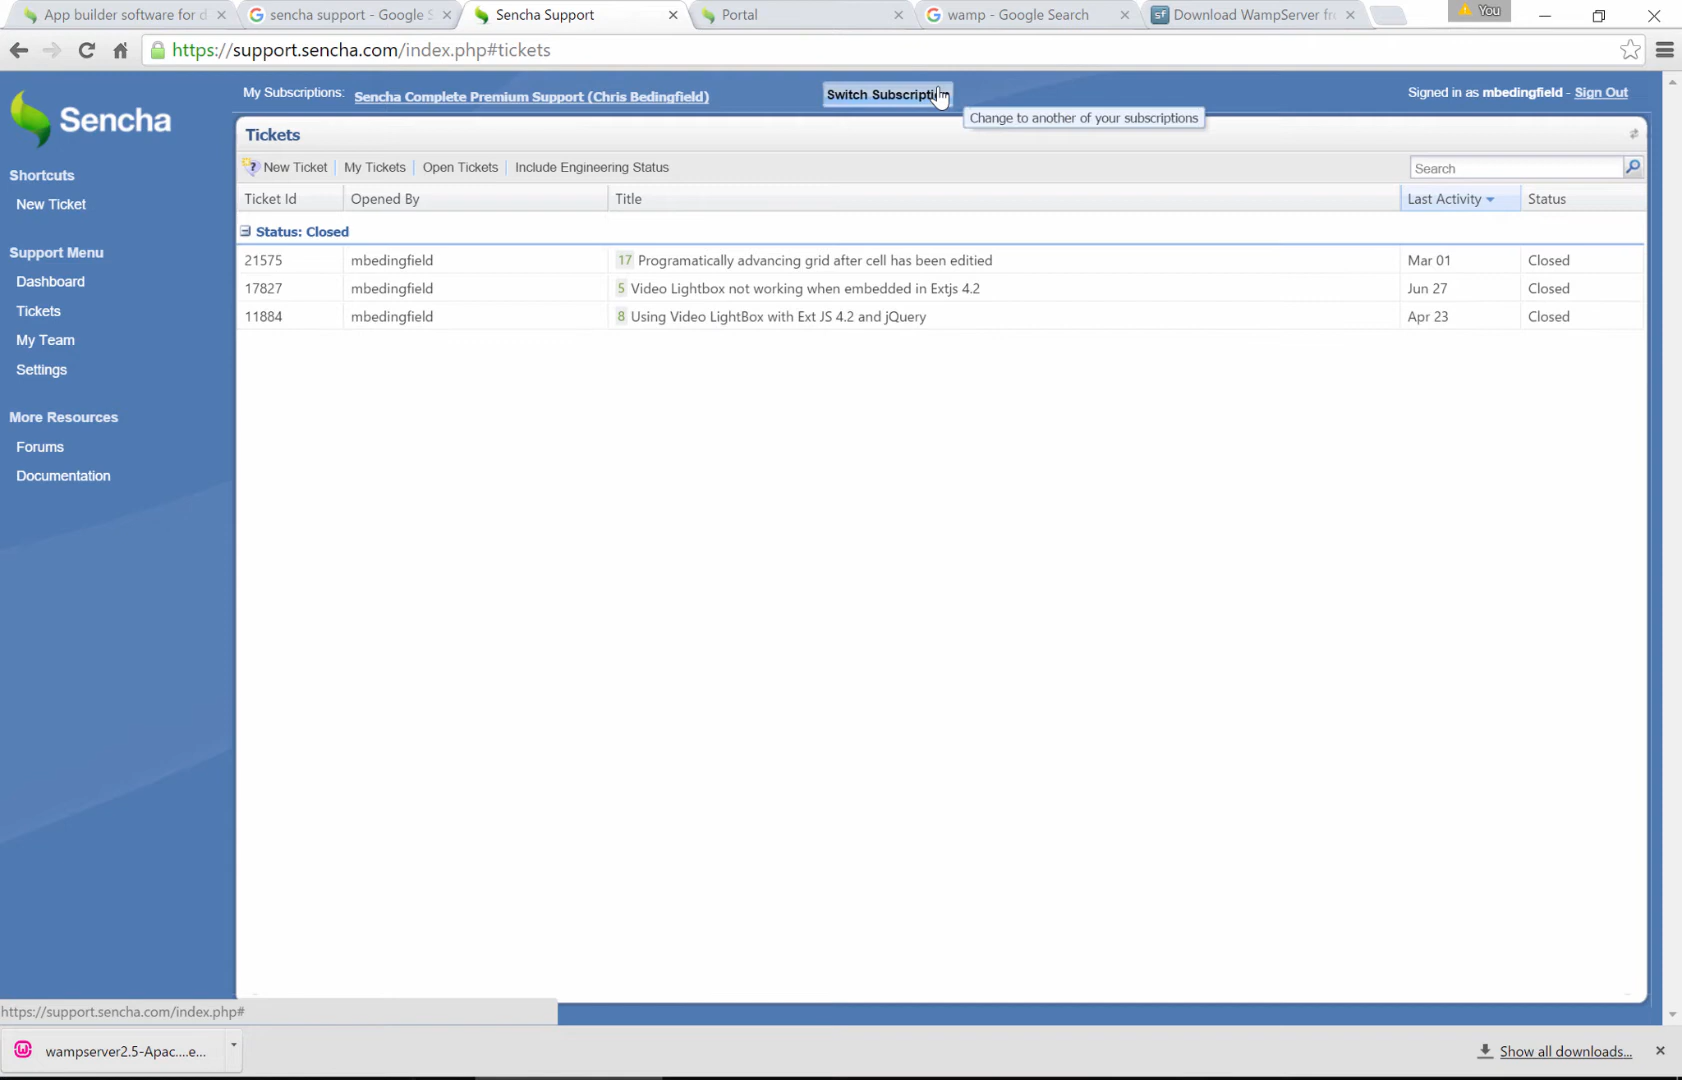 App builder software for d
sencha support - Google S
Sencha Support
Portal
wamp - Google Search
Download WampServer fr
You
https://support.sencha.com/index.php#tickets
Sencha
My Subscriptions:
Sencha Complete Premium Support (Chris Bedingfield)
Switch Subscripti
Signed in as mbedingfield - Sign Out
Change to another of your subscriptions
Shortcuts
New Ticket
Support Menu
Dashboard
Tickets
My Team
Settings
More Resources
Forums
Documentation
Tickets
New Ticket My Tickets Open Tickets Include Engineering Status
Search
Ticket Id Opened By Title Last Activity Status
Status: Closed
21575 mbedingfield 17 Programatically advancing grid after cell has been editied Mar 01 Closed
17827 mbedingfield 5 Video Lightbox not working when embedded in Extjs 4.2 Jun 27 Closed
11884 mbedingfield 8 Using Video LightBox with Ext JS 4.2 and jQuery Apr 23 Closed
https://support.sencha.com/index.php#
wampserver2.5-Apac....e...
Show all downloads...